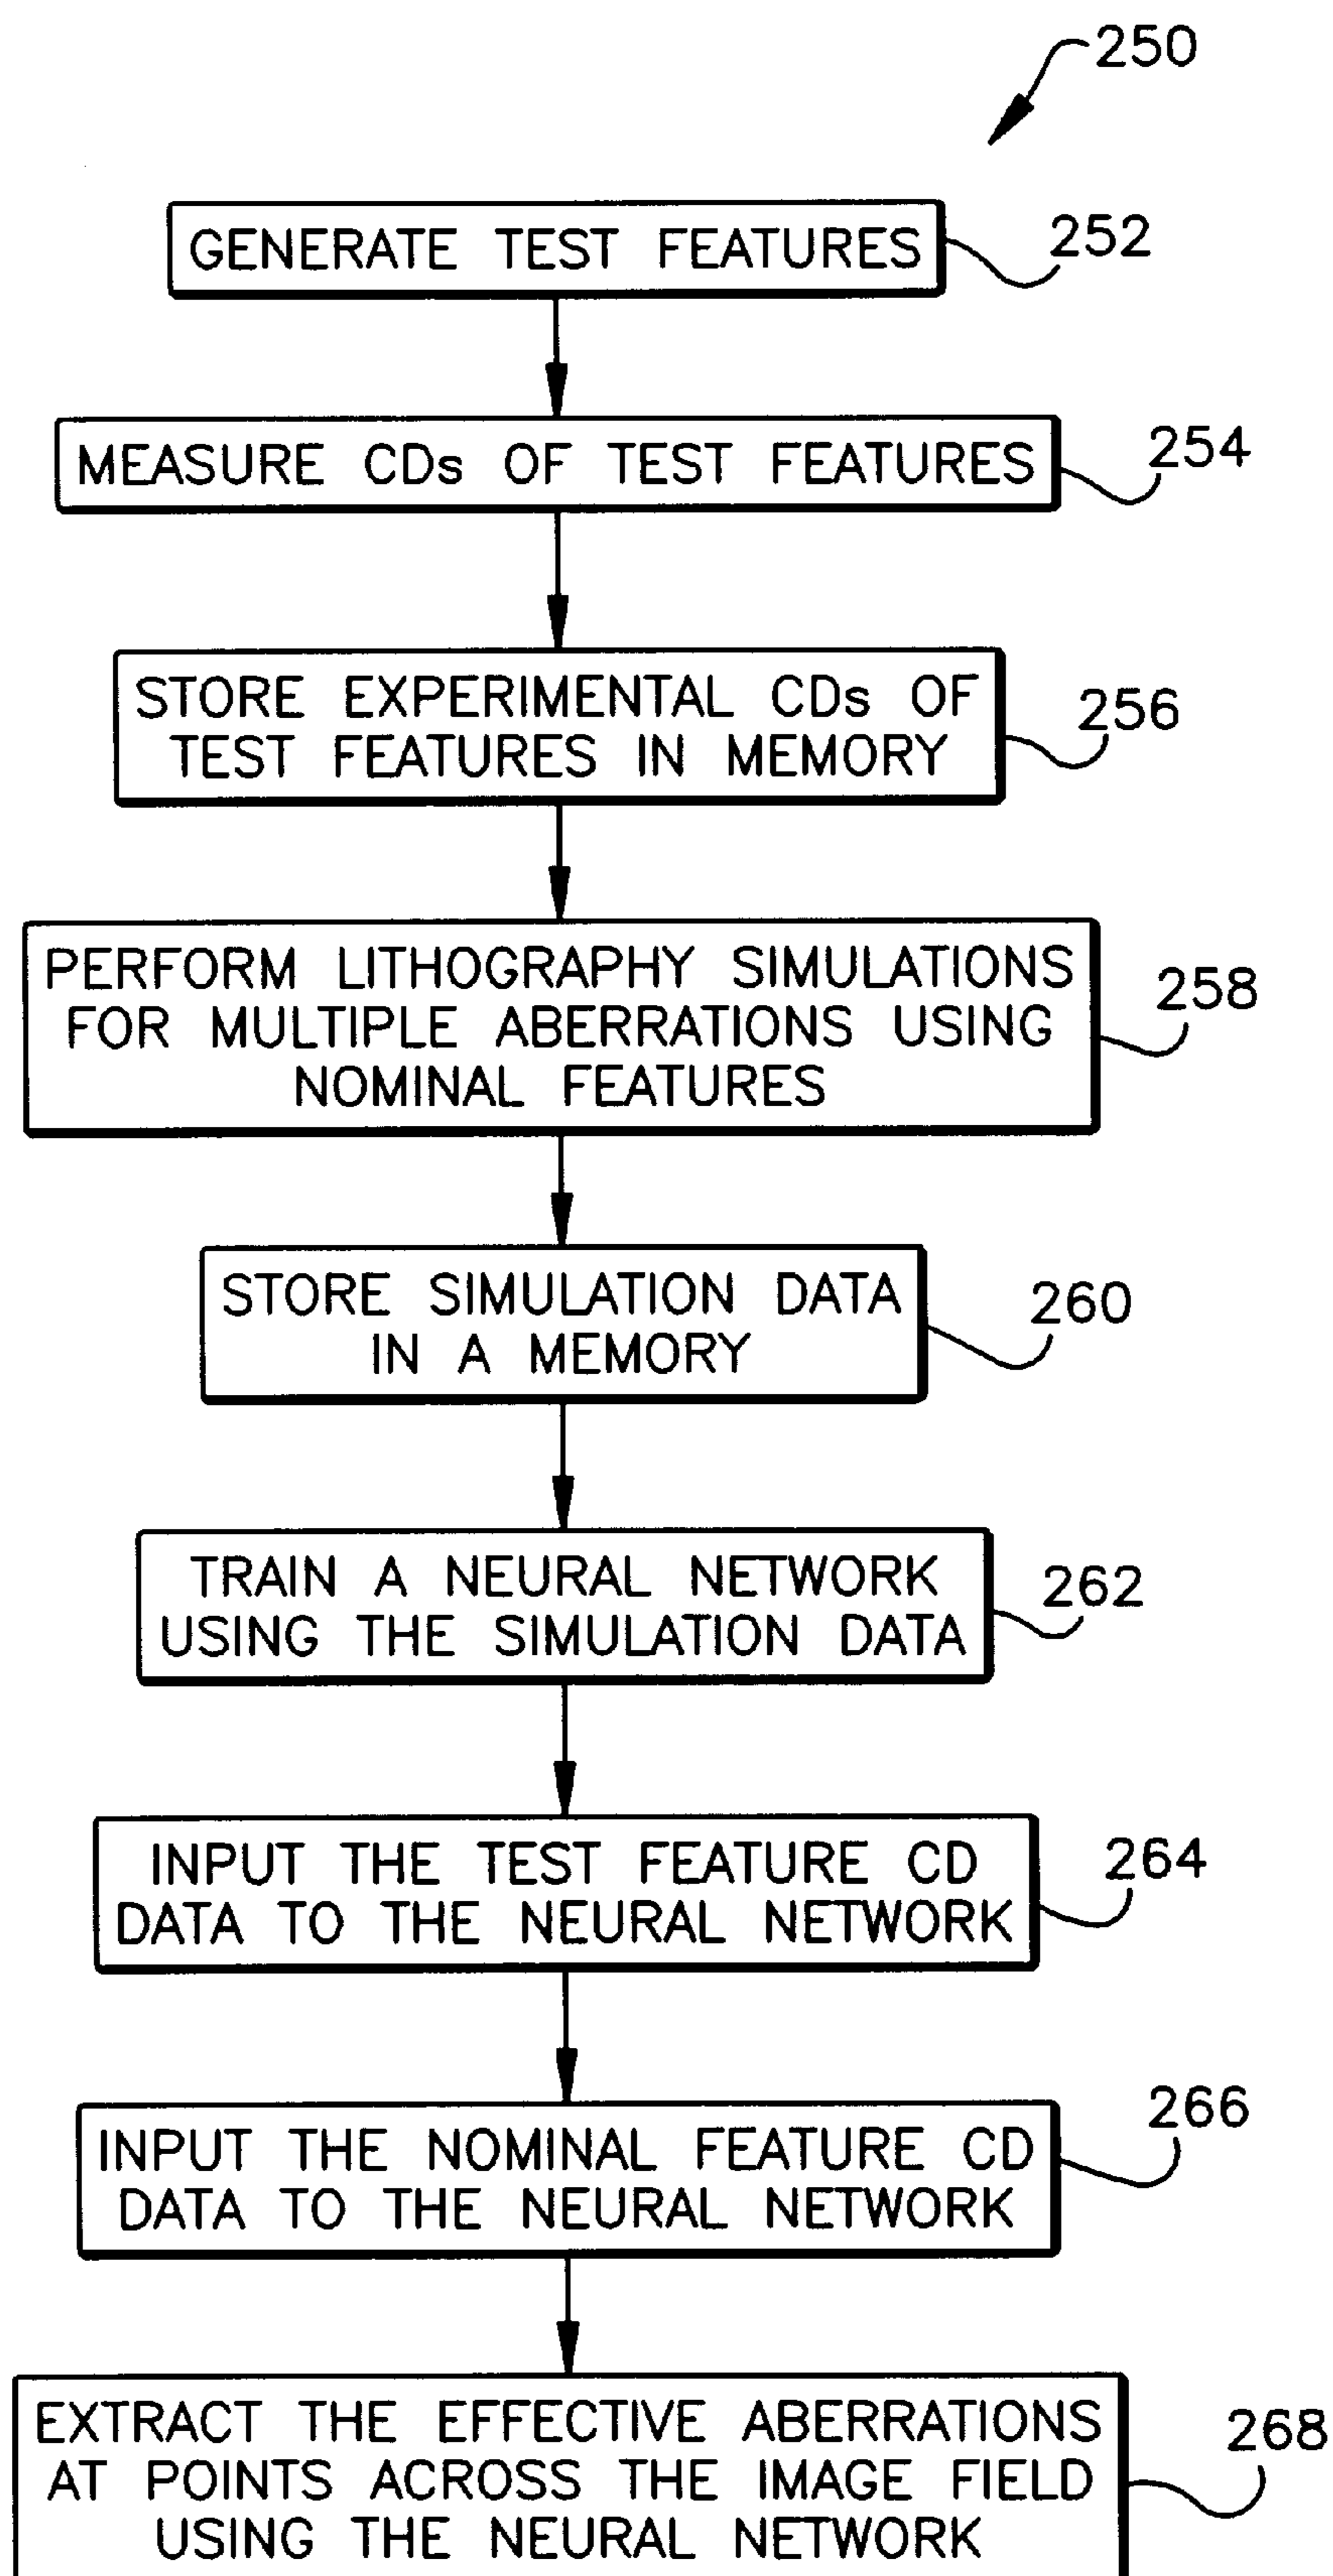 250
GENERATE TEST FEATURES
252
MEASURE CDs OF TEST FEATURES
254
STORE EXPERIMENTAL CDs OF
TEST FEATURES IN MEMORY
256
PERFORM LITHOGRAPHY SIMULATIONS
FOR MULTIPLE ABERRATIONS USING
NOMINAL FEATURES
258
STORE SIMULATION DATA
IN A MEMORY
260
TRAIN A NEURAL NETWORK
USING THE SIMULATION DATA
262
INPUT THE TEST FEATURE CD
DATA TO THE NEURAL NETWORK
264
INPUT THE NOMINAL FEATURE CD
DATA TO THE NEURAL NETWORK
266
EXTRACT THE EFFECTIVE ABERRATIONS
AT POINTS ACROSS THE IMAGE FIELD
USING THE NEURAL NETWORK
268